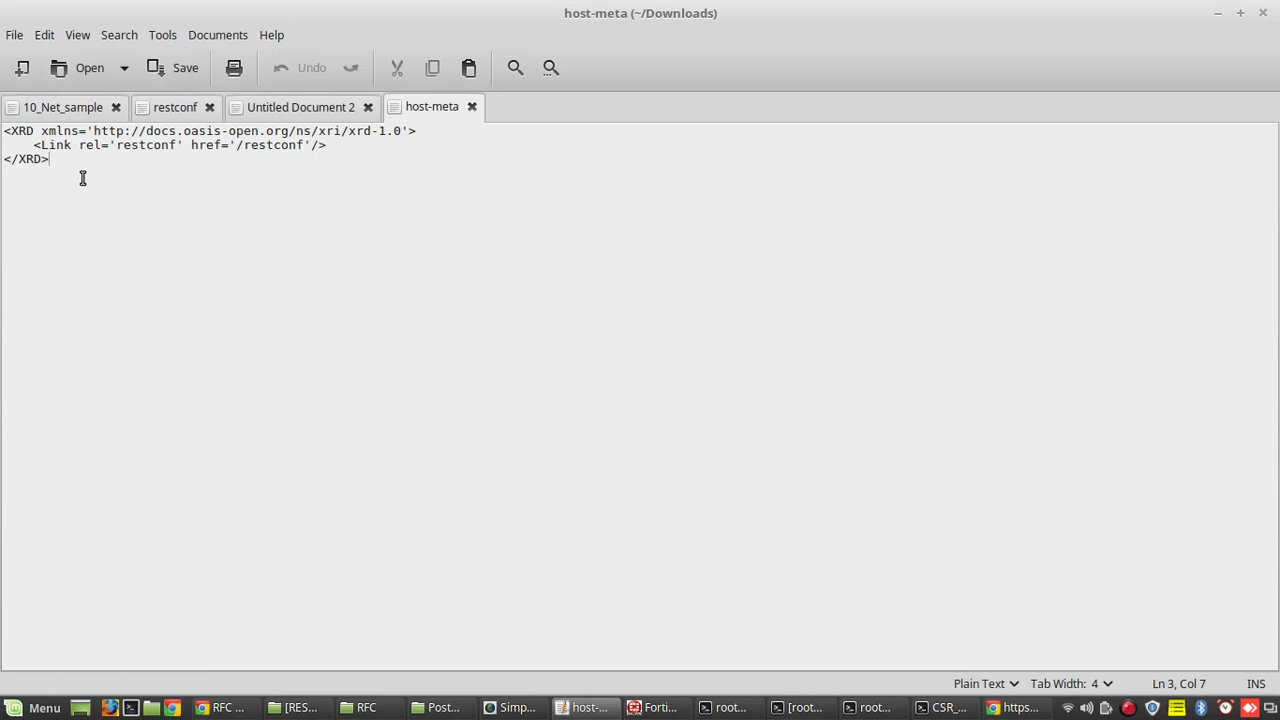 host-meta (~/Downloads)
File Edit View Search Tools Documents Help
Open Save Undo
10_Net_sample restconf Untitled Document 2 host-meta
<XRD xmlns='http://docs.oasis-open.org/ns/xri/xrd-1.0'>
    <Link rel='restconf' href='/restconf'/>
</XRD>
Plain Text Tab Width: 4 Ln 3, Col 7 INS
Menu RFC ... [RES... RFC Post... Simp... host-... Forti... root... [root... root... CSR_... https...